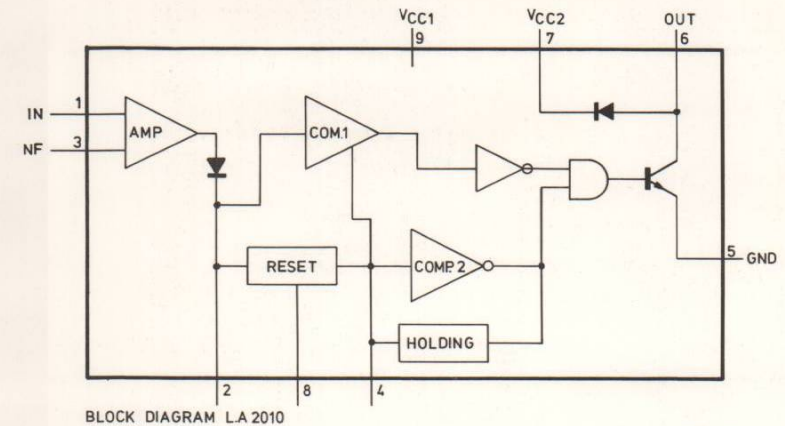 VCC1 VCC2 OUT
9 7 6
IN 1
AMP COM.1
NF 3
RESET COMP.2
5 GND
HOLDING
2 8 4
BLOCK DIAGRAM L.A 2010